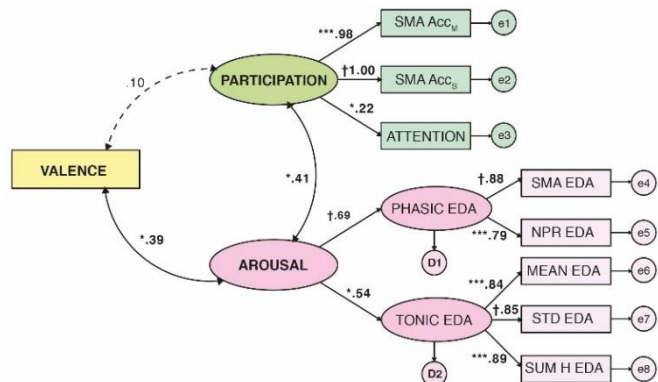 ***.98
SMA Acc_M
e1
.10
PARTICIPATION
†1.00
SMA Acc_S
e2
*.22
ATTENTION
e3
VALENCE
*.41
*.39
†.88
SMA EDA
e4
†.69
PHASIC EDA
***.79
NPR EDA
e5
AROUSAL
D1
***.84
MEAN EDA
e6
*.54
TONIC EDA
†.85
STD EDA
e7
***.89
SUM H EDA
e8
D2